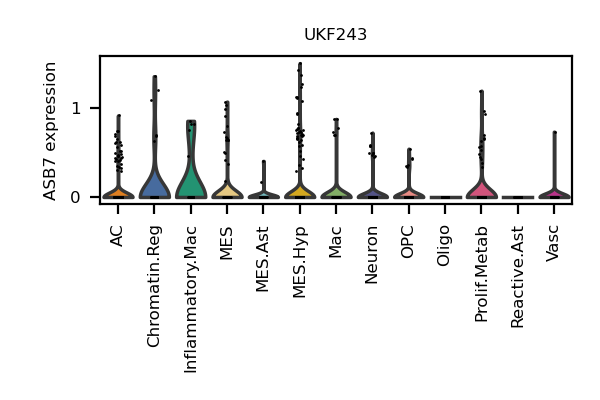 UKF243
ASB7 expression
1
0
AC
Chromatin.Reg
Inflammatory.Mac
MES
MES.Ast
MES.Hyp
Mac
Neuron
OPC
Oligo
Prolif.Metab
Reactive.Ast
Vasc